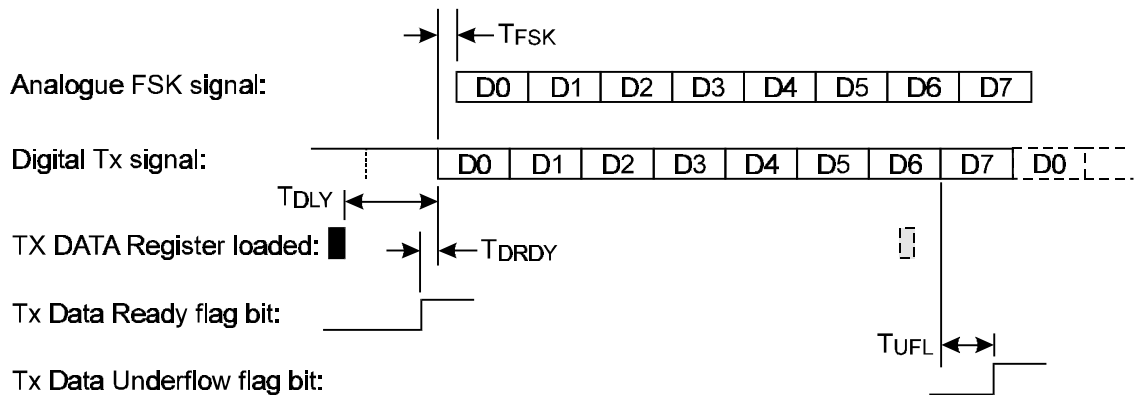 TFSK
Analogue FSK signal:
D0 D1 D2 D3 D4 D5 D6 D7
Digital Tx signal:
D0 D1 D2 D3 D4 D5 D6 D7 D0
TDLY
TX DATA Register loaded:
TDRDY
Tx Data Ready flag bit:
TUFL
Tx Data Underflow flag bit: